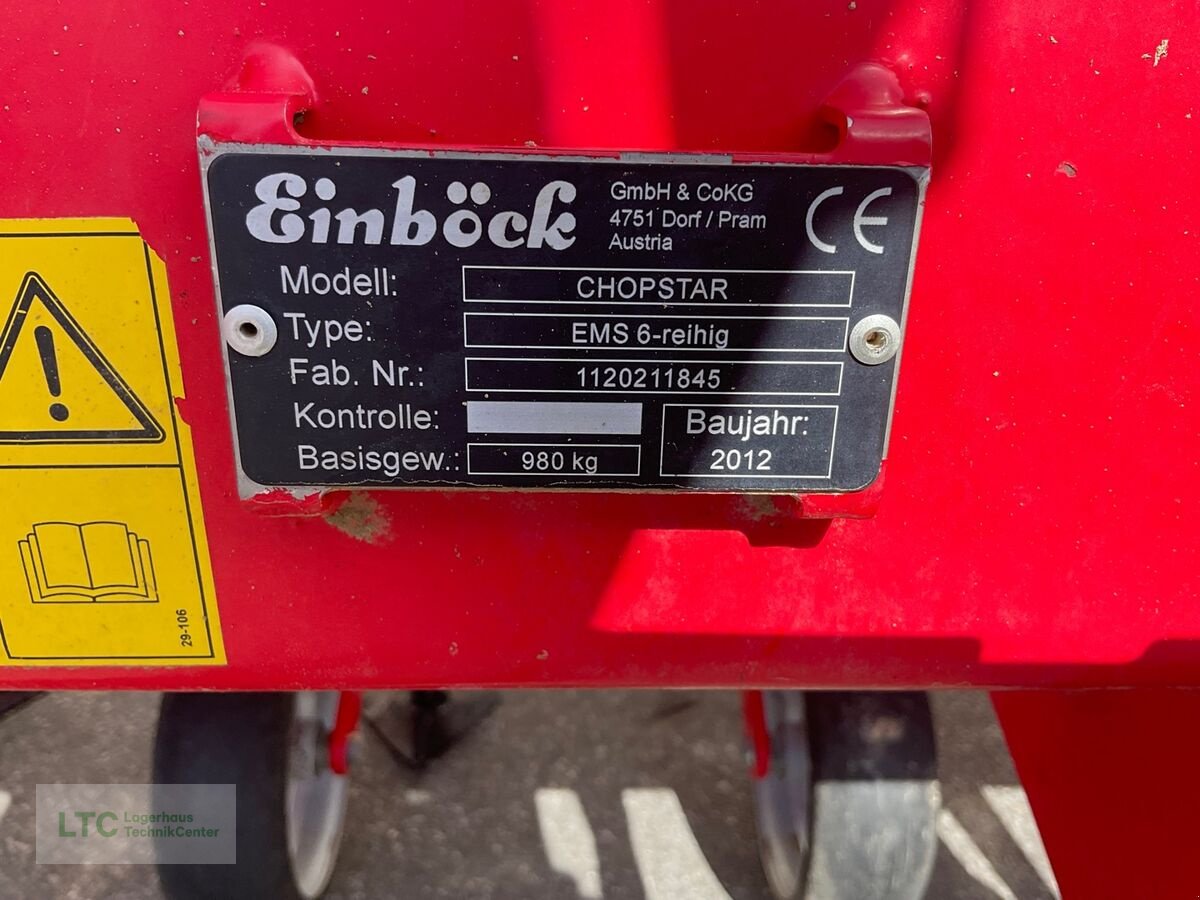 Einböck
GmbH & CoKG
4751 Dorf / Pram
Austria
CE
Modell: CHOPSTAR
Type: EMS 6-reihig
Fab. Nr.: 1120211845
Kontrolle:
Baujahr:
2012
Basisgew.: 980 kg
29-106
LTC Lagerhaus
TechnikCenter